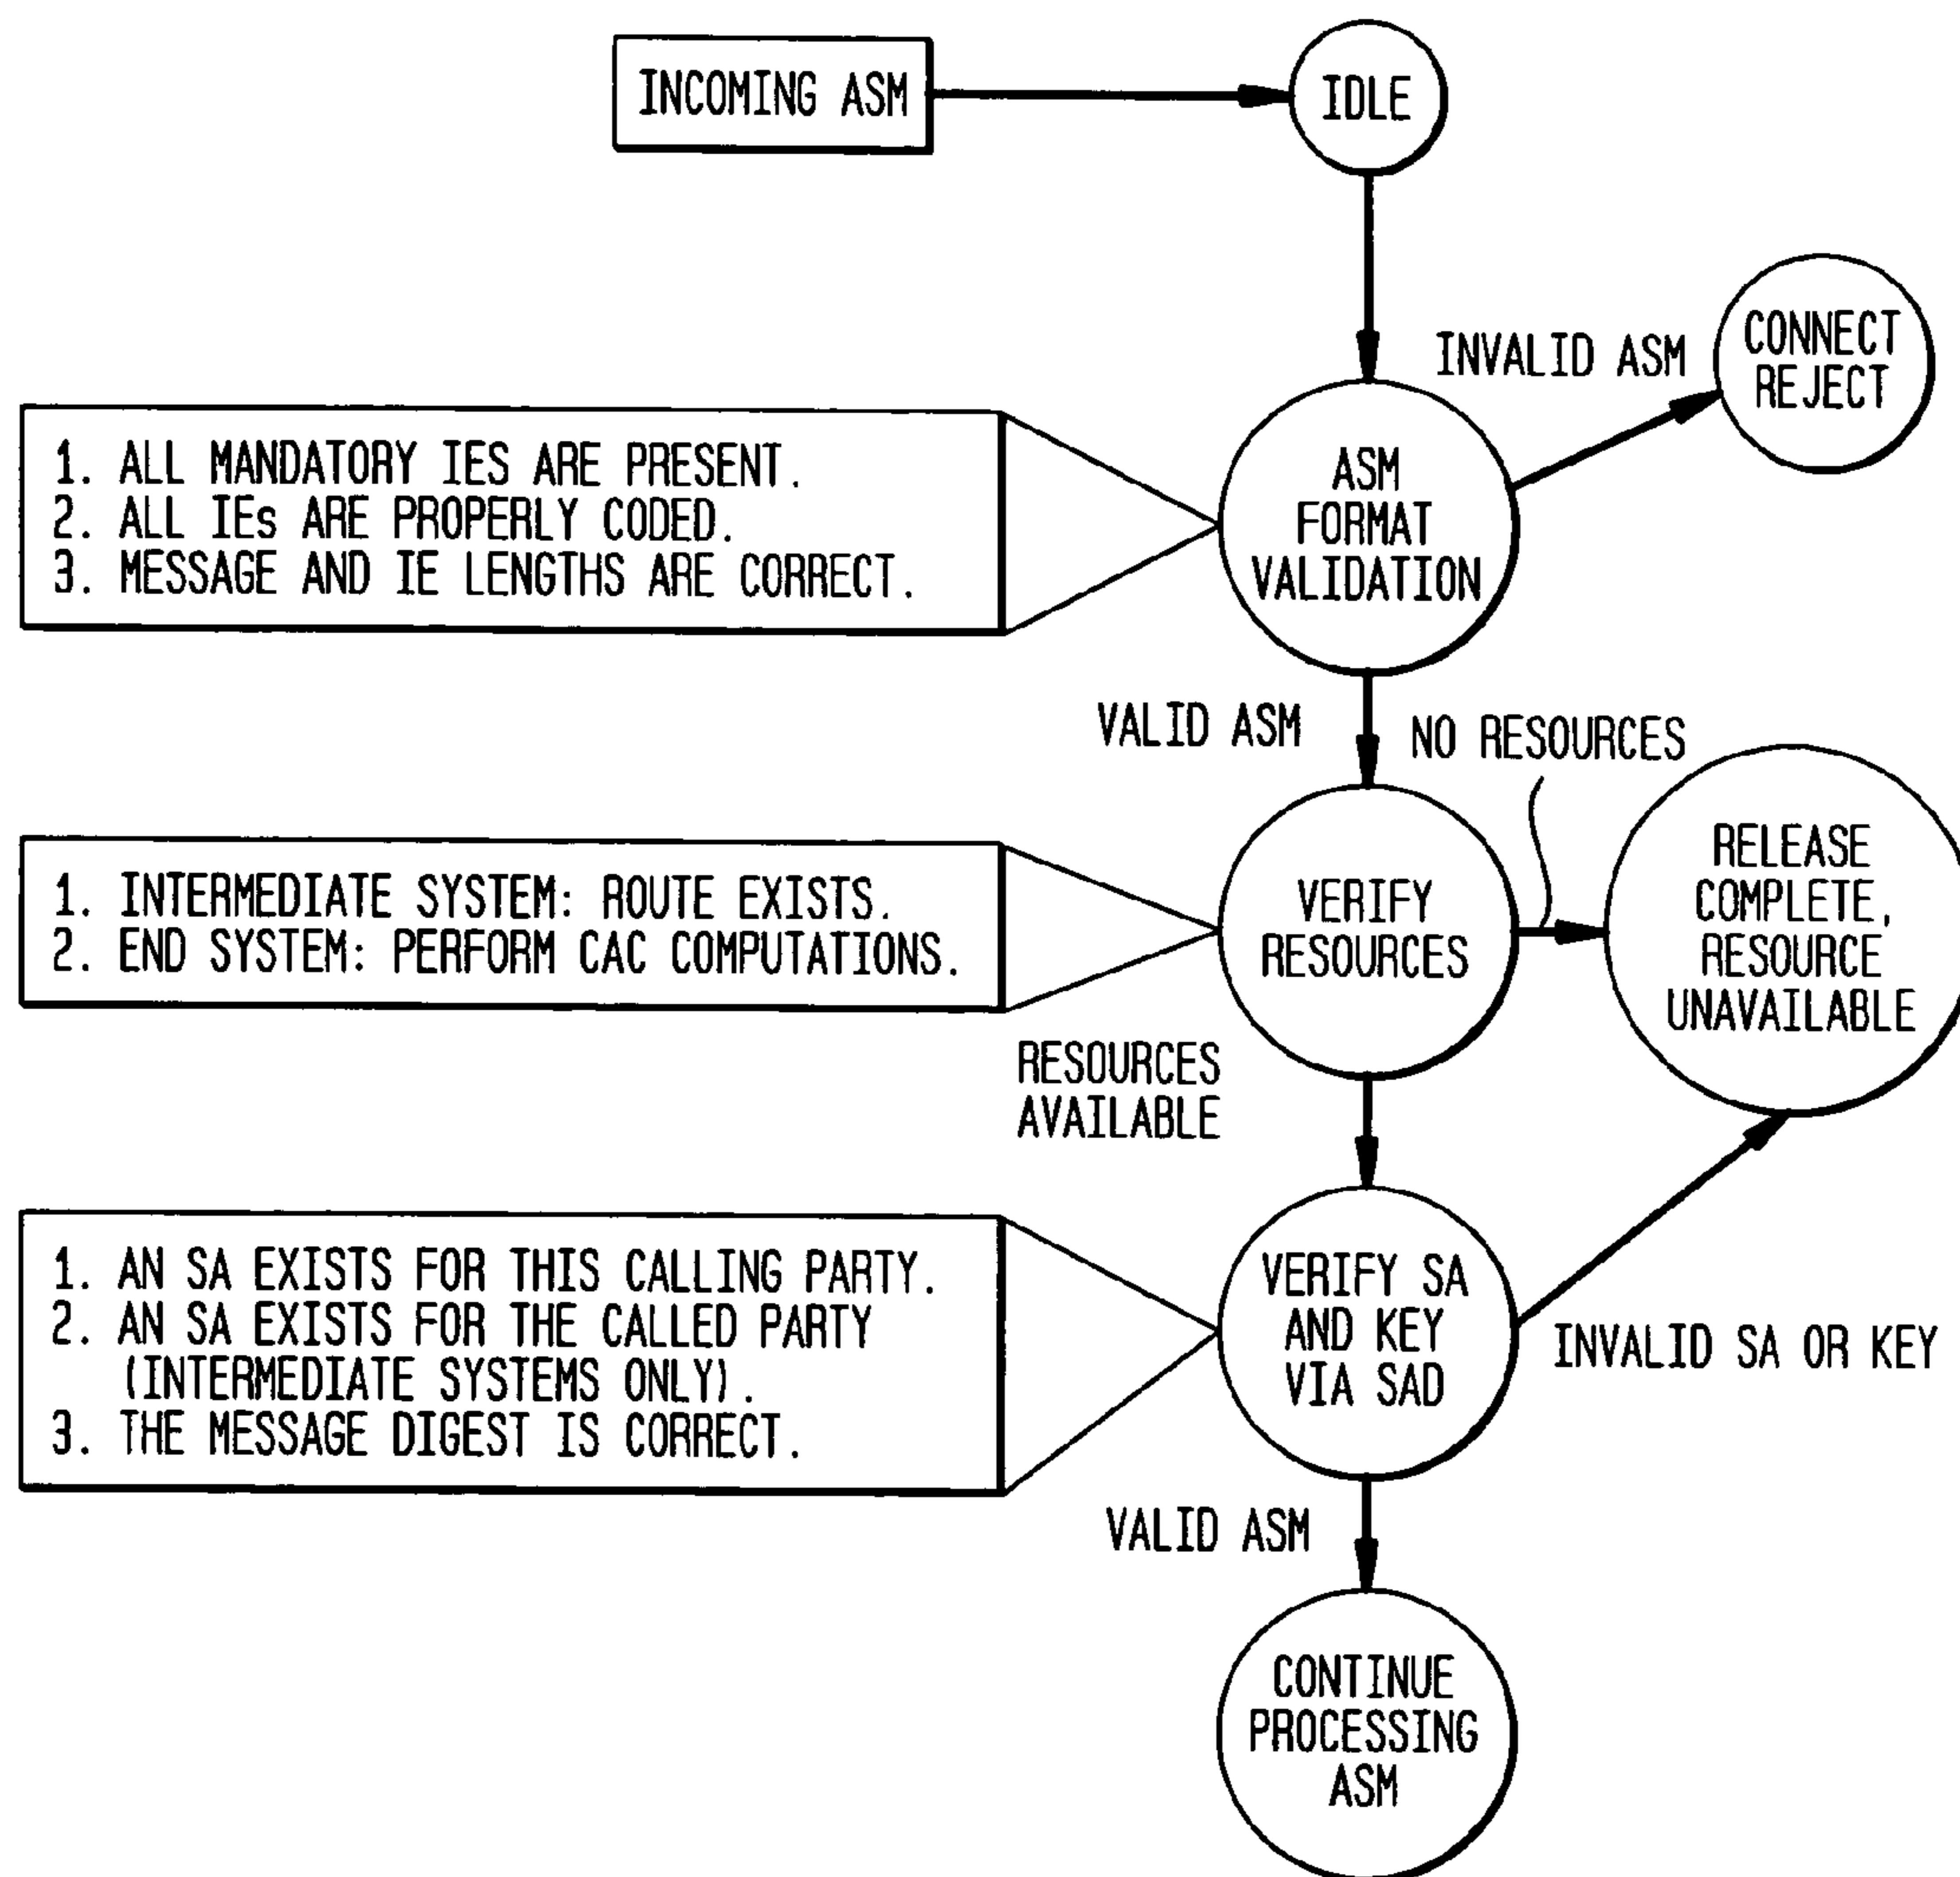 INCOMING ASM
IDLE
INVALID ASM
CONNECT
REJECT
1. ALL MANDATORY IES ARE PRESENT.
2. ALL IEs ARE PROPERLY CODED.
3. MESSAGE AND IE LENGTHS ARE CORRECT.
ASM
FORMAT
VALIDATION
VALID ASM
NO RESOURCES
1. INTERMEDIATE SYSTEM: ROUTE EXISTS.
2. END SYSTEM: PERFORM CAC COMPUTATIONS.
VERIFY
RESOURCES
RELEASE
COMPLETE,
RESOURCE
UNAVAILABLE
RESOURCES
AVAILABLE
1. AN SA EXISTS FOR THIS CALLING PARTY.
2. AN SA EXISTS FOR THE CALLED PARTY
(INTERMEDIATE SYSTEMS ONLY).
3. THE MESSAGE DIGEST IS CORRECT.
VERIFY SA
AND KEY
VIA SAD
INVALID SA OR KEY
VALID ASM
CONTINUE
PROCESSING
ASM